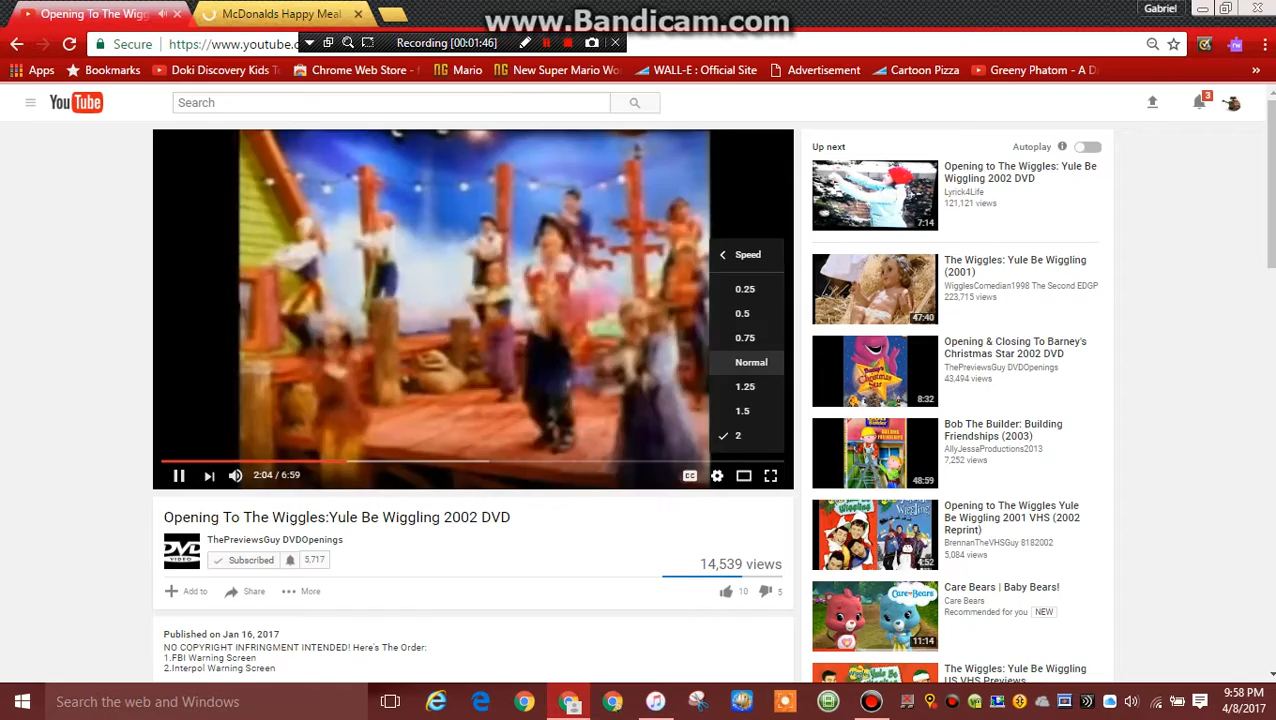 www.Bandicam.com
Opening To The Wigg
McDonalds Happy Meal
Gabriel
Secure
https://www.youtube.c
Recording [00:01:46]
Apps
Bookmarks
Doki Discovery Kids T
Chrome Web Store - f
Mario
New Super Mario Wo
WALL-E : Official Site
Advertisement
Cartoon Pizza
Greeny Phatom - A D
YouTube
Search
3
Speed
0.25
0.5
0.75
Normal
1.25
1.5
2
2:04 / 6:59
CC
Opening To The Wiggles:Yule Be Wiggling 2002 DVD
DVD
VIDEO
ThePreviewsGuy DVDOpenings
Subscribed
5,717
14,539 views
Add to
Share
More
10
5
Published on Jan 16, 2017
NO COPYRIGHT INFRINGMENT INTENDED! Here's The Order:
1.FBI Warning Screen
2.Interpol Warning Screen
Up next
Autoplay
Opening to The Wiggles: Yule Be
Wiggling 2002 DVD
Lyrick4Life
121,121 views
7:14
The Wiggles: Yule Be Wiggling
(2001)
WigglesComedian1998 The Second EDGP
223,715 views
47:40
Opening & Closing To Barney's
Christmas Star 2002 DVD
ThePreviewsGuy DVDOpenings
43,494 views
8:32
Bob The Builder: Building
Friendships (2003)
AllyJessaProductions2013
7,252 views
48:59
Opening to The Wiggles Yule
Be Wiggling 2001 VHS (2002
Reprint)
BrennanTheVHSGuy 8182002
5,084 views
4:52
Care Bears | Baby Bears!
Care Bears
Recommended for you
NEW
11:14
The Wiggles: Yule Be Wiggling
US VHS Previews
Search the web and Windows
9:58 PM
4/8/2017